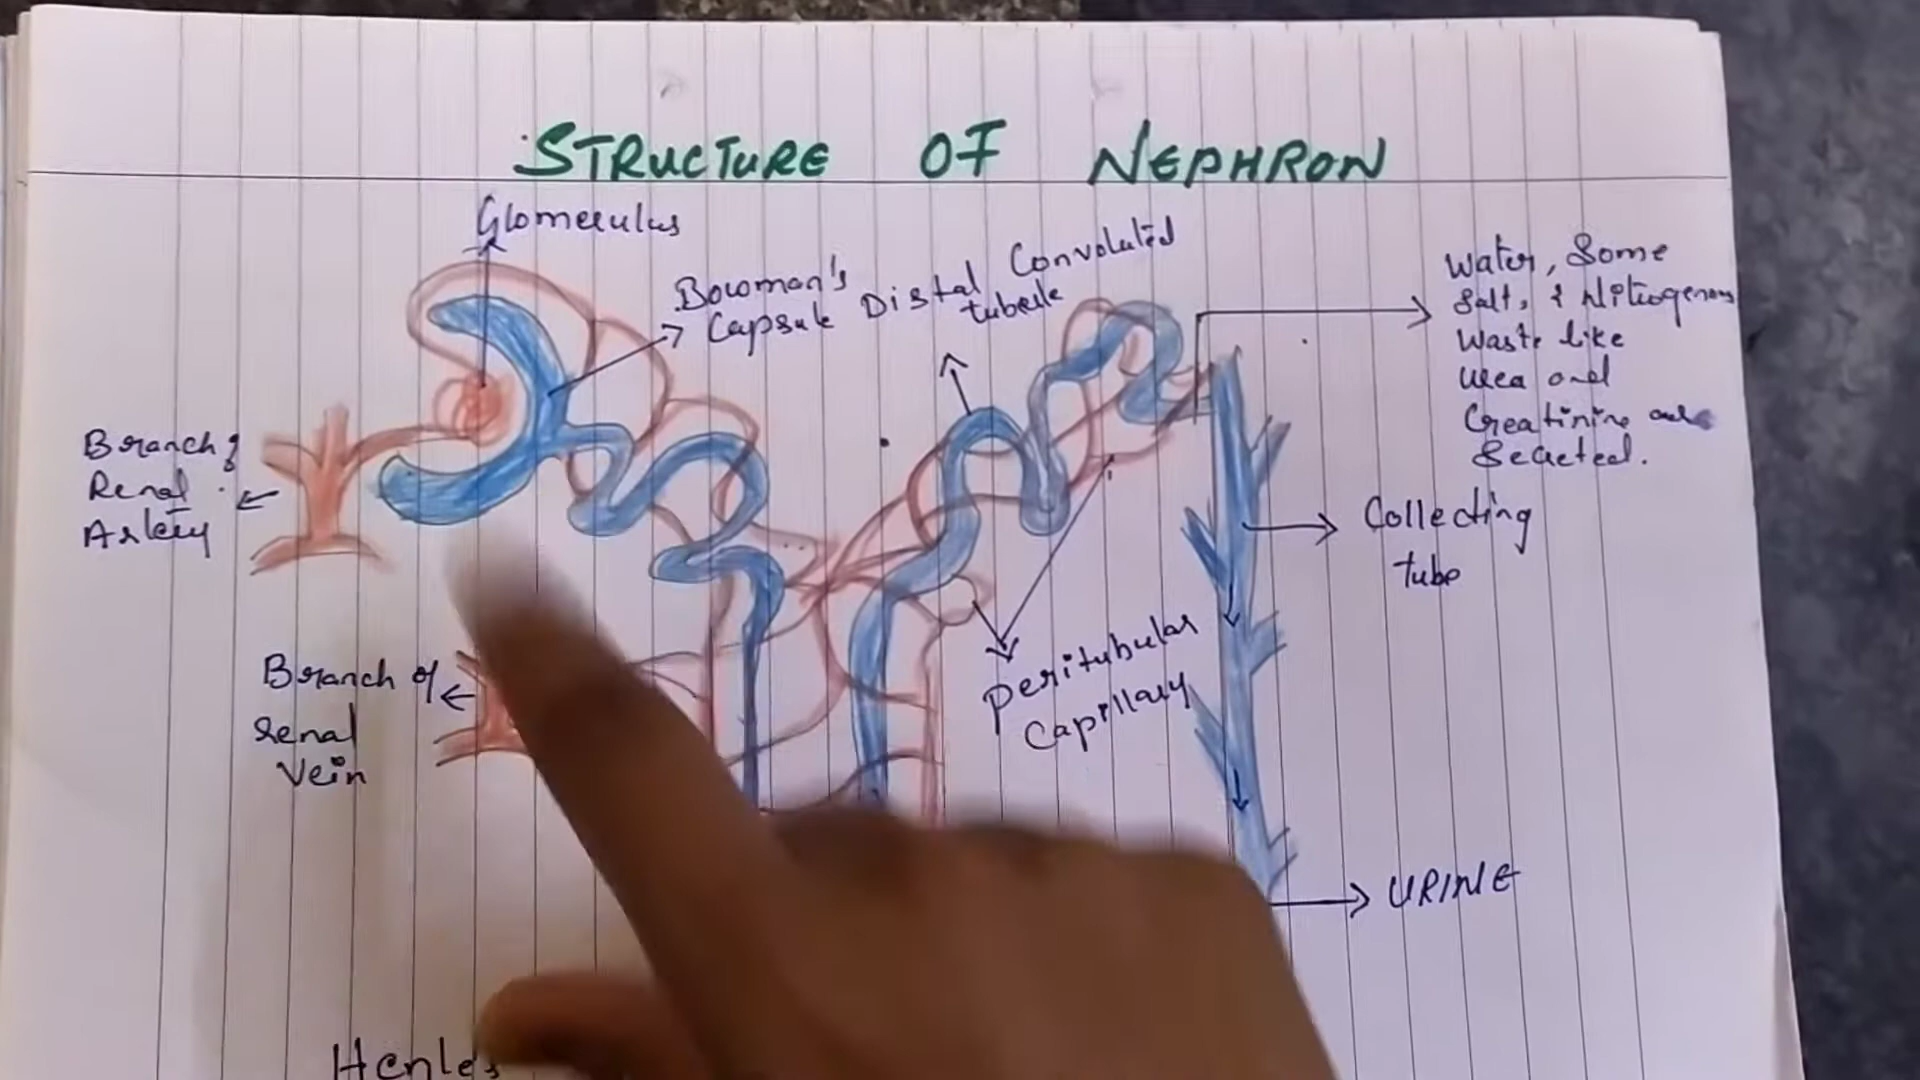 STRUCTURE OF NEPHRON
Glomerulus
Bowman's
Capsule
Distal Convoluted
tubule
Water, Some
Salt, & Nitrogenous
Waste like
Urea and
Creatinine are
Secreted.
Branch of
Renal
Artery
Collecting
tube
Peritubular
Capillary
Branch of
renal
Vein
URINE
Henle's